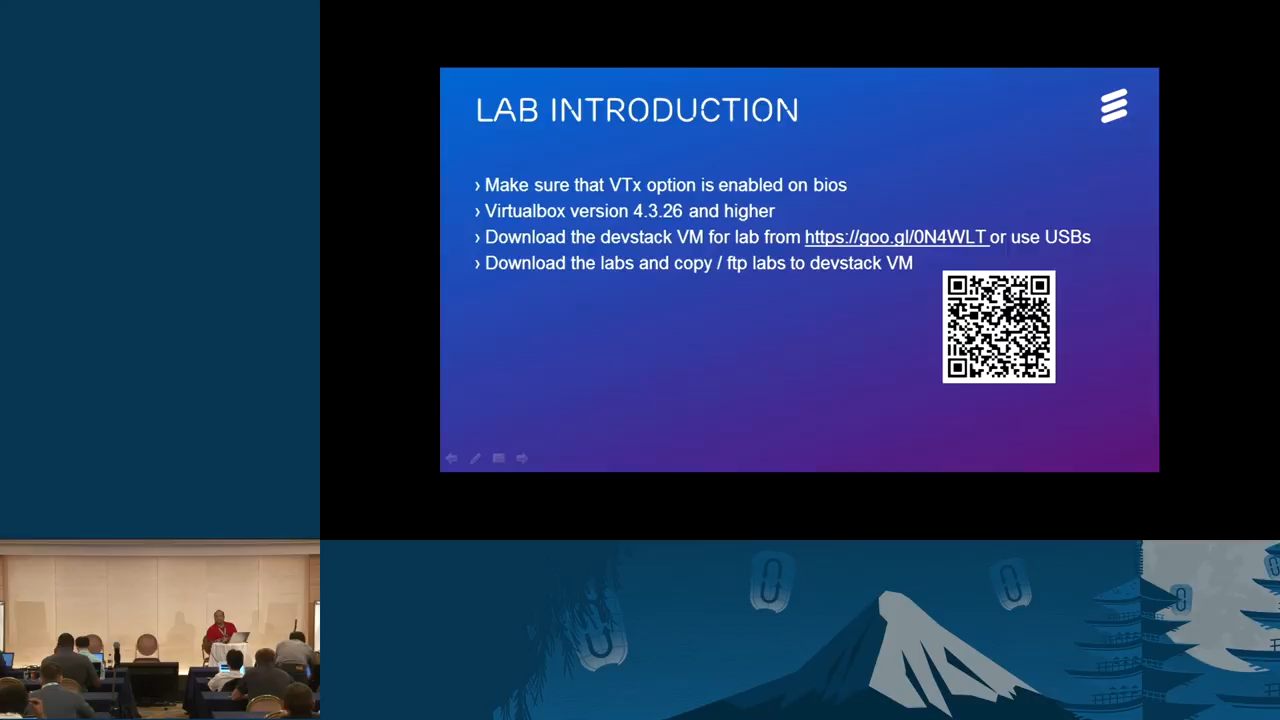 LAB INTRODUCTION
› Make sure that VTx option is enabled on bios
› Virtualbox version 4.3.26 and higher
› Download the devstack VM for lab from https://goo.gl/0N4WLT or use USBs
› Download the labs and copy / ftp labs to devstack VM